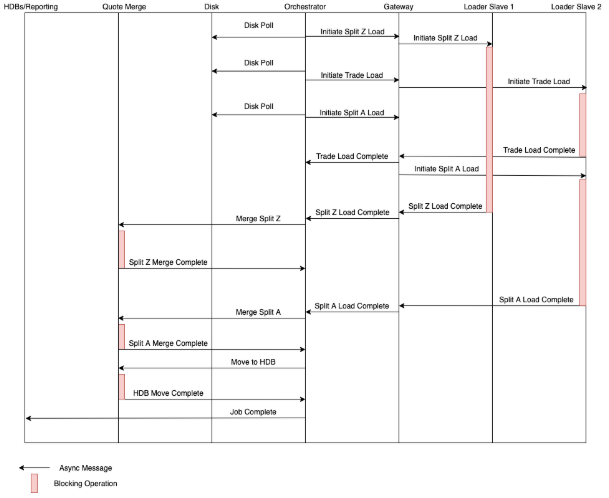 HDBs/Reporting Quote Merge Disk Orchestrator Gateway Loader Slave 1 Loader Slave 2
Disk Poll
Initiate Split Z Load
Initiate Split Z Load
Disk Poll
Initiate Trade Load
Initiate Trade Load
Disk Poll
Initiate Split A Load
Trade Load Complete
Trade Load Complete
Initiate Split A Load
Split Z Load Complete
Split Z Load Complete
Merge Split Z
Split Z Merge Complete
Split A Load Complete
Split A Load Complete
Merge Split A
Split A Merge Complete
Move to HDB
HDB Move Complete
Job Complete
Async Message
Blocking Operation